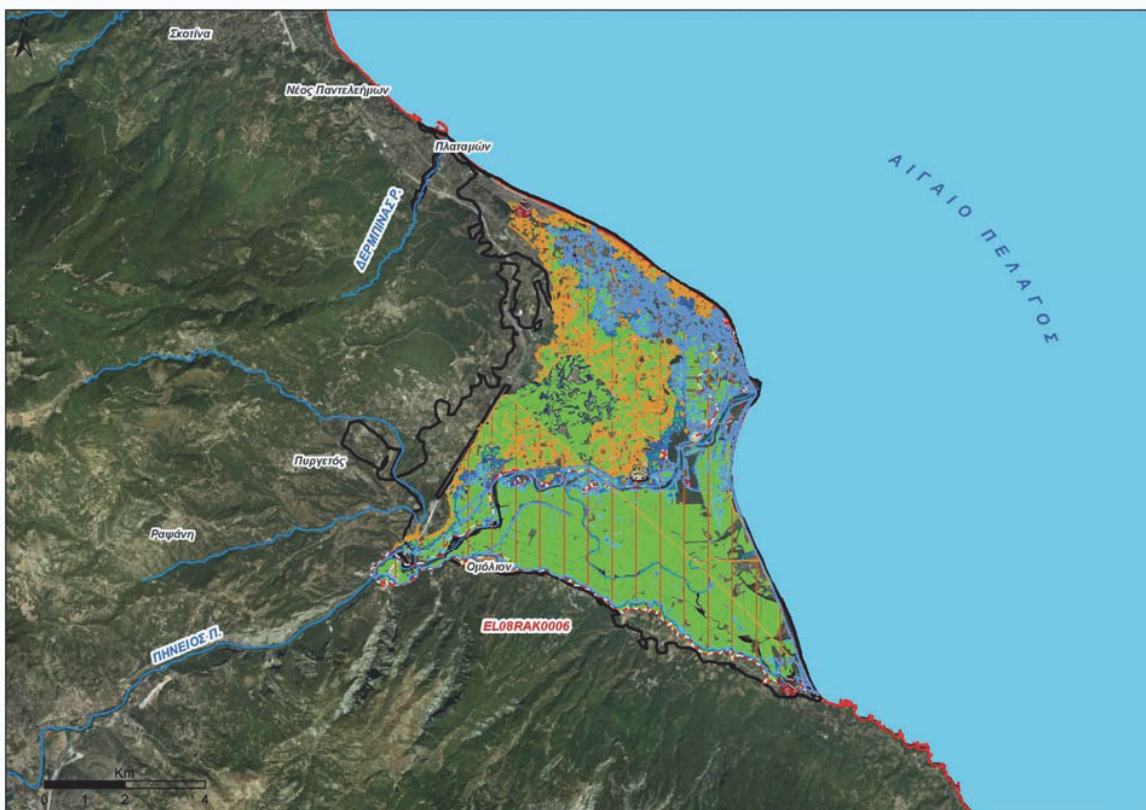 N
Σκοτίνα
Νέος Παντελεήμων
Πλαταμών
ΔΕΡΜΠΙΝΑΣ Ρ.
ΑΙΓΑΙΟ ΠΕΛΑΓΟΣ
Πυργετός
Ραψάνη
Ομόλιον
EL08RAK0006
ΠΗΝΕΙΟΣ Π.
Km
0 1 2 4